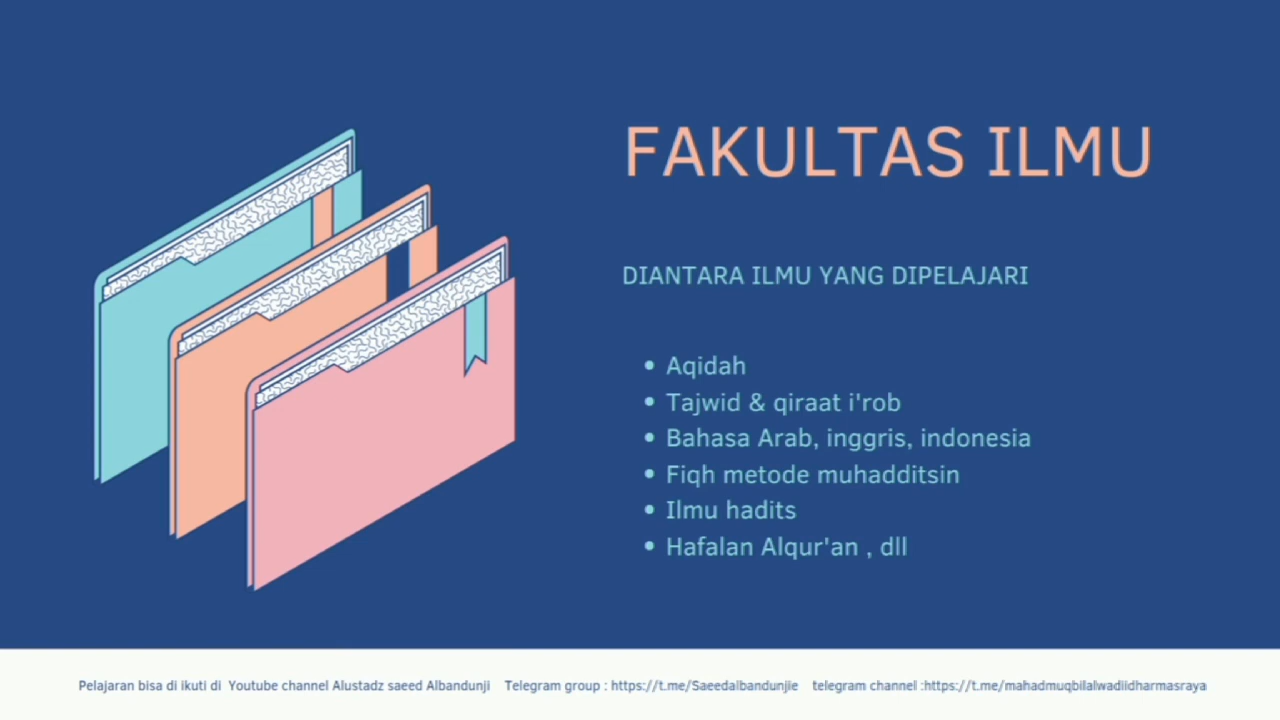 FAKULTAS ILMU
DIANTARA ILMU YANG DIPELAJARI
• Aqidah
• Tajwid & qiraat i'rob
• Bahasa Arab, inggris, indonesia
• Fiqh metode muhadditsin
• Ilmu hadits
• Hafalan Alqur'an , dll
Pelajaran bisa di ikuti di Youtube channel Alustadz saeed Albandunji Telegram group : https://t.me/Saeedalbandunjie telegram channel :https://t.me/mahadmuqbilalwadiidharmasraya